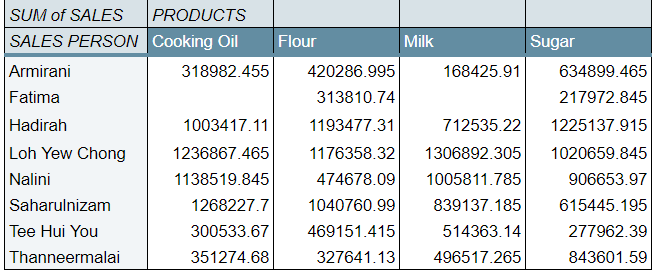 SUM of SALES PRODUCTS
SALES PERSON Cooking Oil Flour Milk Sugar
Armirani 318982.455 420286.995 168425.91 634899.465
Fatima 313810.74 217972.845
Hadirah 1003417.11 1193477.31 712535.22 1225137.915
Loh Yew Chong 1236867.465 1176358.32 1306892.305 1020659.845
Nalini 1138519.845 474678.09 1005811.785 906653.97
Saharulnizam 1268227.7 1040760.99 839137.185 615445.195
Tee Hui You 300533.67 469151.415 514363.14 277962.39
Thanneermalai 351274.68 327641.13 496517.265 843601.59